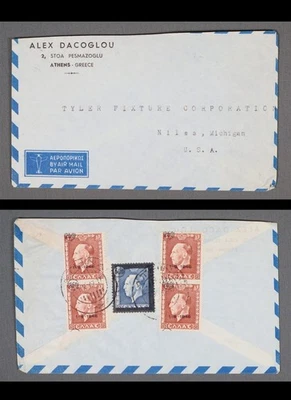 ALEX DACOGLOU
2, STOA PESMAZOGLU
ATHENS - GREECE
TYLER FIXTURE CORPORATION
Niles, Michigan
U.S.A.
ΑΕΡΟΠΟΡΙΚΩΣ
BY AIR MAIL
PAR AVION
ΕΛΛΑΣ
ΕΛΛΑΣ
ΕΛΛΑΣ
ΕΛΛΑΣ